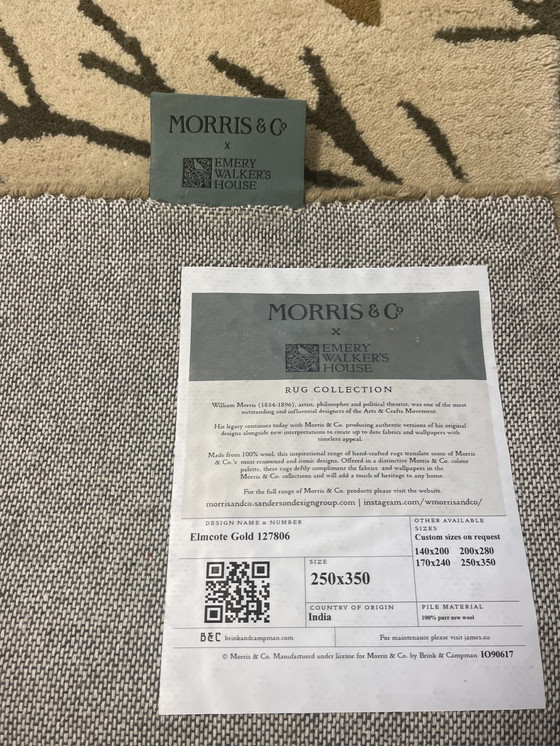 MORRIS & Co
x
EMERY
WALKER'S
HOUSE
MORRIS & Co
x
EMERY
WALKER'S
HOUSE
RUG COLLECTION
William Morris (1834-1896), artist, philosopher and political theorist, was one of the most
outstanding and influential designers of the Arts & Crafts Movement.
His legacy continues today with Morris & Co. producing authentic versions of his original
designs alongside new interpretations to create up to date fabrics and wallpapers with
timeless appeal.
Made from 100% wool, this inspirational range of hand-crafted rugs translate some of Morris
& Co.'s most renowned and iconic designs. Offered in a distinctive Morris & Co. colour
palette, these rugs deftly compliment the fabrics and wallpapers in the
Morris & Co. collections and will add a touch of heritage to any home.
For the full range of Morris & Co. products please visit the website.
morrisandco.sandersondesigngroup.com | instagram.com/wmorrisandco/
DESIGN NAME & NUMBER
Elmcote Gold 127806
OTHER AVAILABLE
SIZES
Custom sizes on request
140x200 200x280
170x240 250x350
SIZE
250x350
COUNTRY OF ORIGIN
India
PILE MATERIAL
100% pure new wool
B&C brinkandcampman.com
For maintenance please visit james.eu
© Morris & Co. Manufactured under license for Morris & Co. by Brink & Campman IO90617